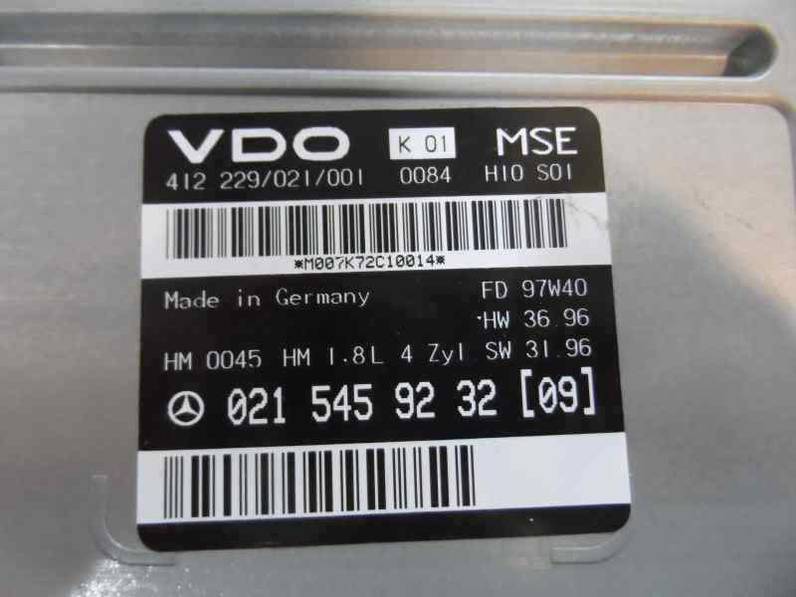 VDO K 01 MSE
412 229/021/001 0084 H10 S01
*M007K72C10014*
Made in Germany FD 97W40
HW 36.96
HM 0045 HM 1.8L 4 Zyl SW 31.96
021 545 92 32 [09]